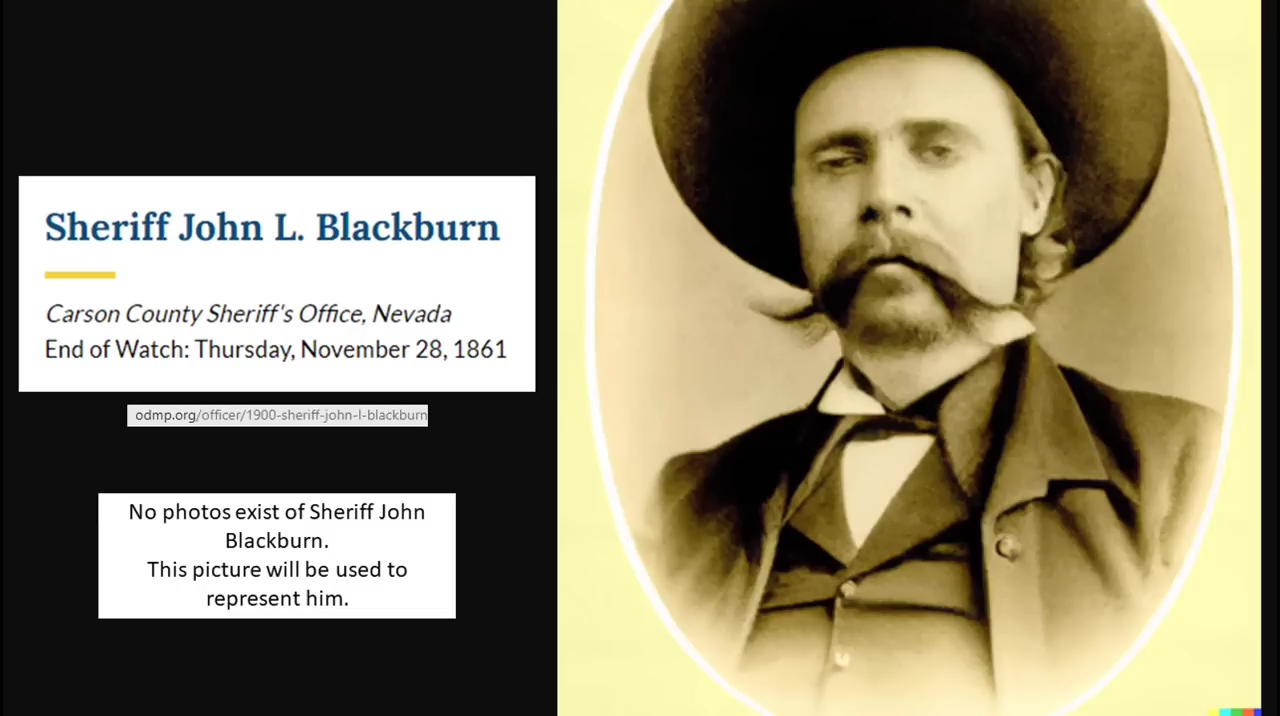 Sheriff John L. Blackburn
Carson County Sheriff's Office, Nevada
End of Watch: Thursday, November 28, 1861
odmp.org/officer/1900-sheriff-john-l-blackburn
No photos exist of Sheriff John
Blackburn.
This picture will be used to
represent him.